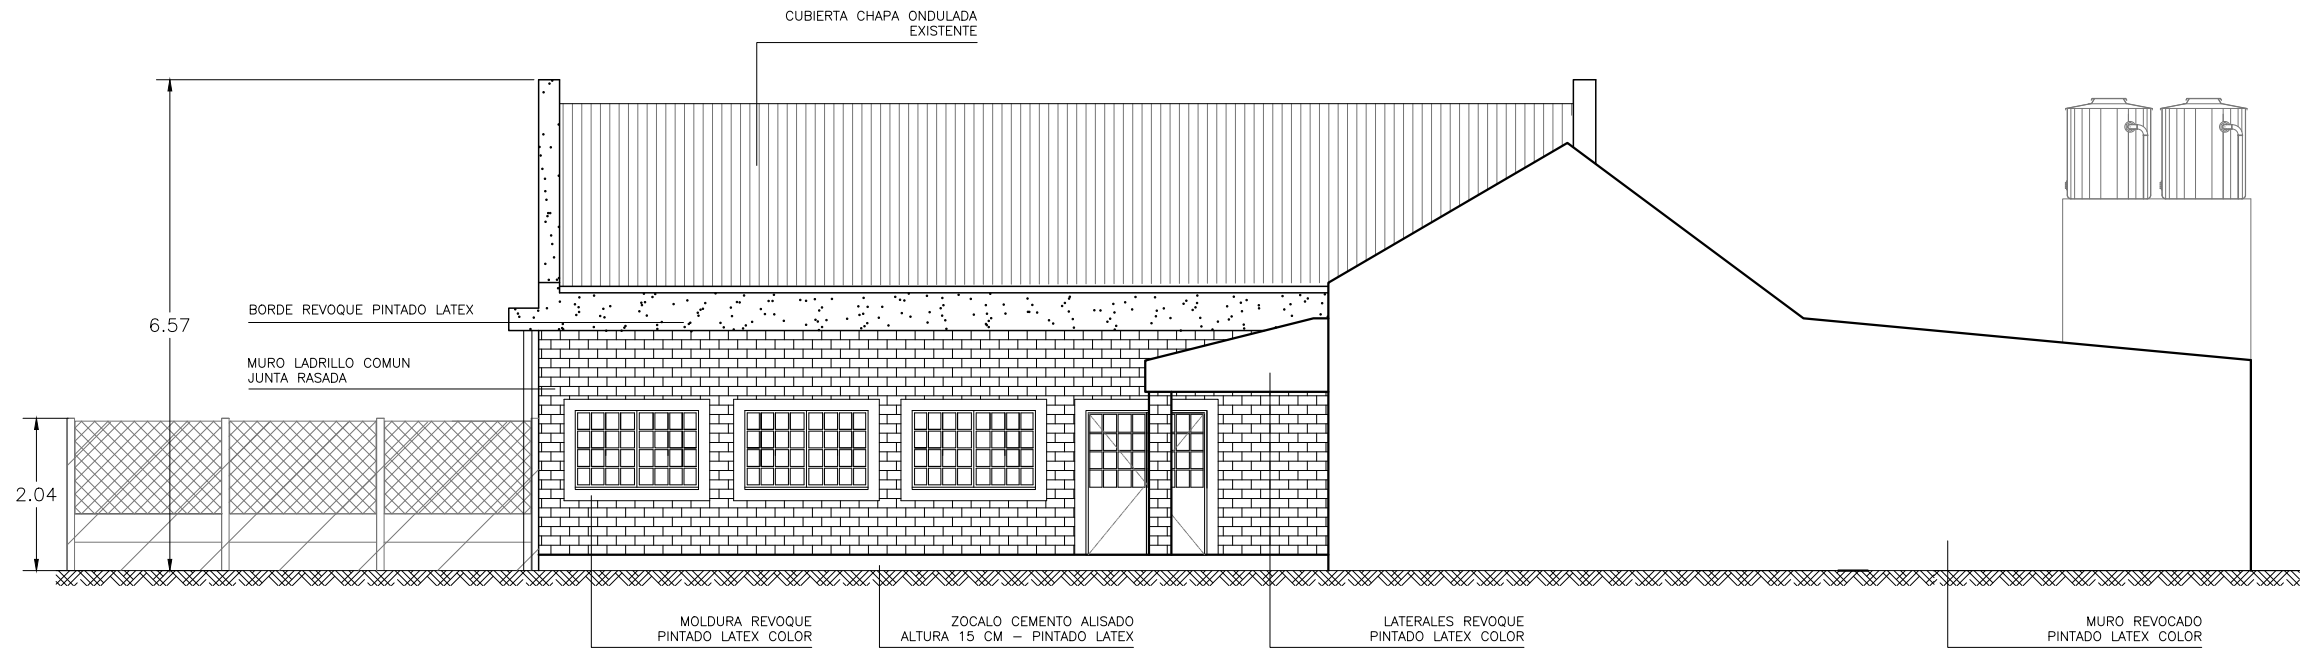 CUBIERTA CHAPA ONDULADA
EXISTENTE
BORDE REVOQUE PINTADO LATEX
6.57
MURO LADRILLO COMUN
JUNTA RASADA
2.04
MOLDURA REVOQUE
PINTADO LATEX COLOR
ZOCALO CEMENTO ALISADO
ALTURA 15 CM – PINTADO LATEX
LATERALES REVOQUE
PINTADO LATEX COLOR
MURO REVOCADO
PINTADO LATEX COLOR